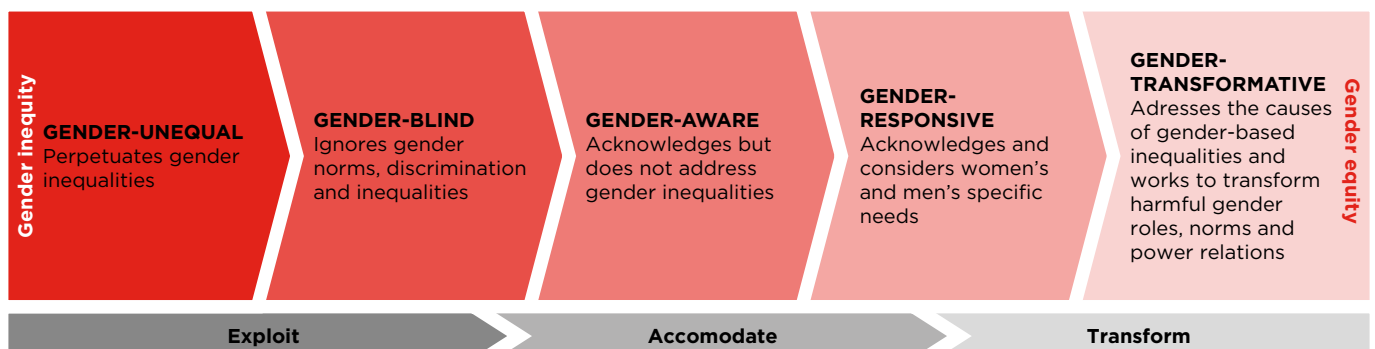 Gender inequity
GENDER-UNEQUAL
Perpetuates gender
inequalities
GENDER-BLIND
Ignores gender
norms, discrimination
and inequalities
GENDER-AWARE
Acknowledges but
does not address
gender inequalities
GENDER-
RESPONSIVE
Acknowledges and
considers women’s
and men’s specific
needs
GENDER-
TRANSFORMATIVE
Adresses the causes
of gender-based
inequalities and
works to transform
harmful gender
roles, norms and
power relations
Gender equity
Exploit
Accomodate
Transform